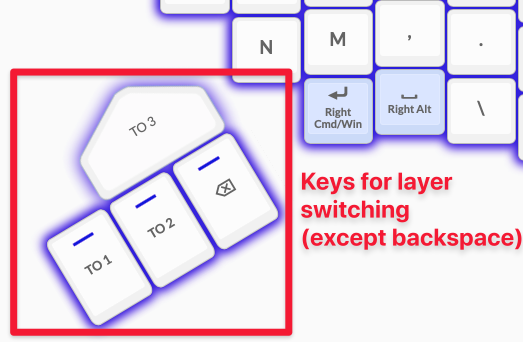 N
M
,
.
Right
Cmd/Win
Right Alt
\
TO 3
TO 1
TO 2
Keys for layer
switching
(except backspace)